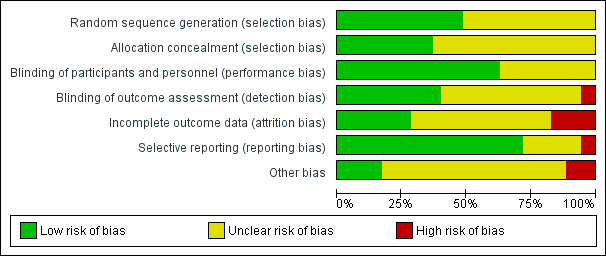 Random sequence generation (selection bias)
Allocation concealment (selection bias)
Blinding of participants and personnel (performance bias)
Blinding of outcome assessment (detection bias)
Incomplete outcome data (attrition bias)
Selective reporting (reporting bias)
Other bias
0% 25% 50% 75% 100%
Low risk of bias Unclear risk of bias High risk of bias